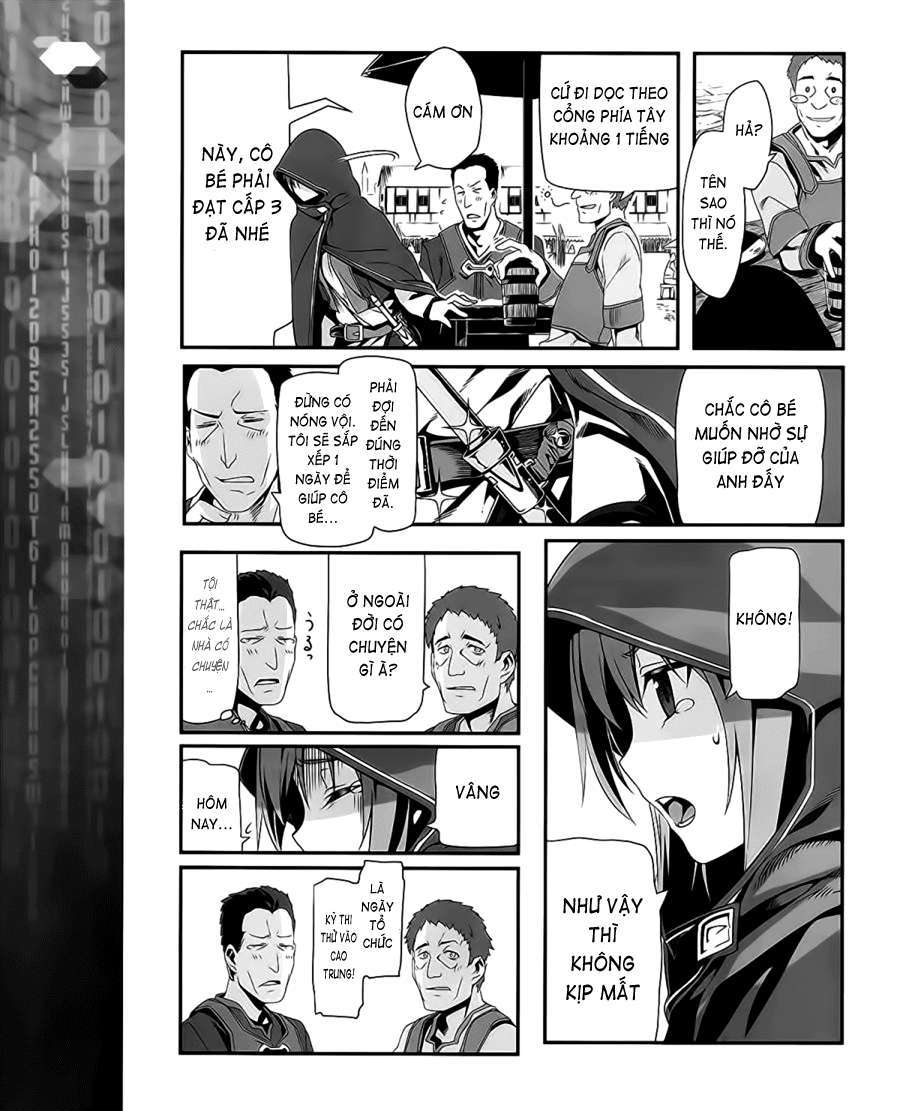 HẢ?
TÊN
SAO
THÌ NÓ
THẾ.
CỨ ĐI DỌC THEO
CỔNG PHÍA TÂY
KHOẢNG 1 TIẾNG
CÁM ƠN
NÀY, CÔ
BÉ PHẢI
ĐẠT CẤP 3
ĐÃ NHÉ
CHẮC CÔ BÉ
MUỐN NHỜ SỰ
GIÚP ĐỠ CỦA
ANH ĐẤY
PHẢI
ĐỢI
ĐẾN
ĐÚNG
THỜI
ĐIỂM
ĐÃ.
ĐỪNG CÓ
NÓNG VỘI.
TÔI SẼ SẮP
XẾP 1
NGÀY ĐỂ
GIÚP CÔ
BÉ...
KHÔNG!
NHƯ VẬY THÌ
KHÔNG
KỊP MẤT
Ở NGOÀI
ĐỜI CÓ
CHUYỆN
GÌ À?
TỘI
THẬT...
CHẮC LÀ
NHÀ CÓ
CHUYỆN
...
VÂNG
HÔM
NAY...
LÀ
NGÀY
TỔ
CHỨC
KỲ THI
THỬ VÀO
CAO
TRUNG!